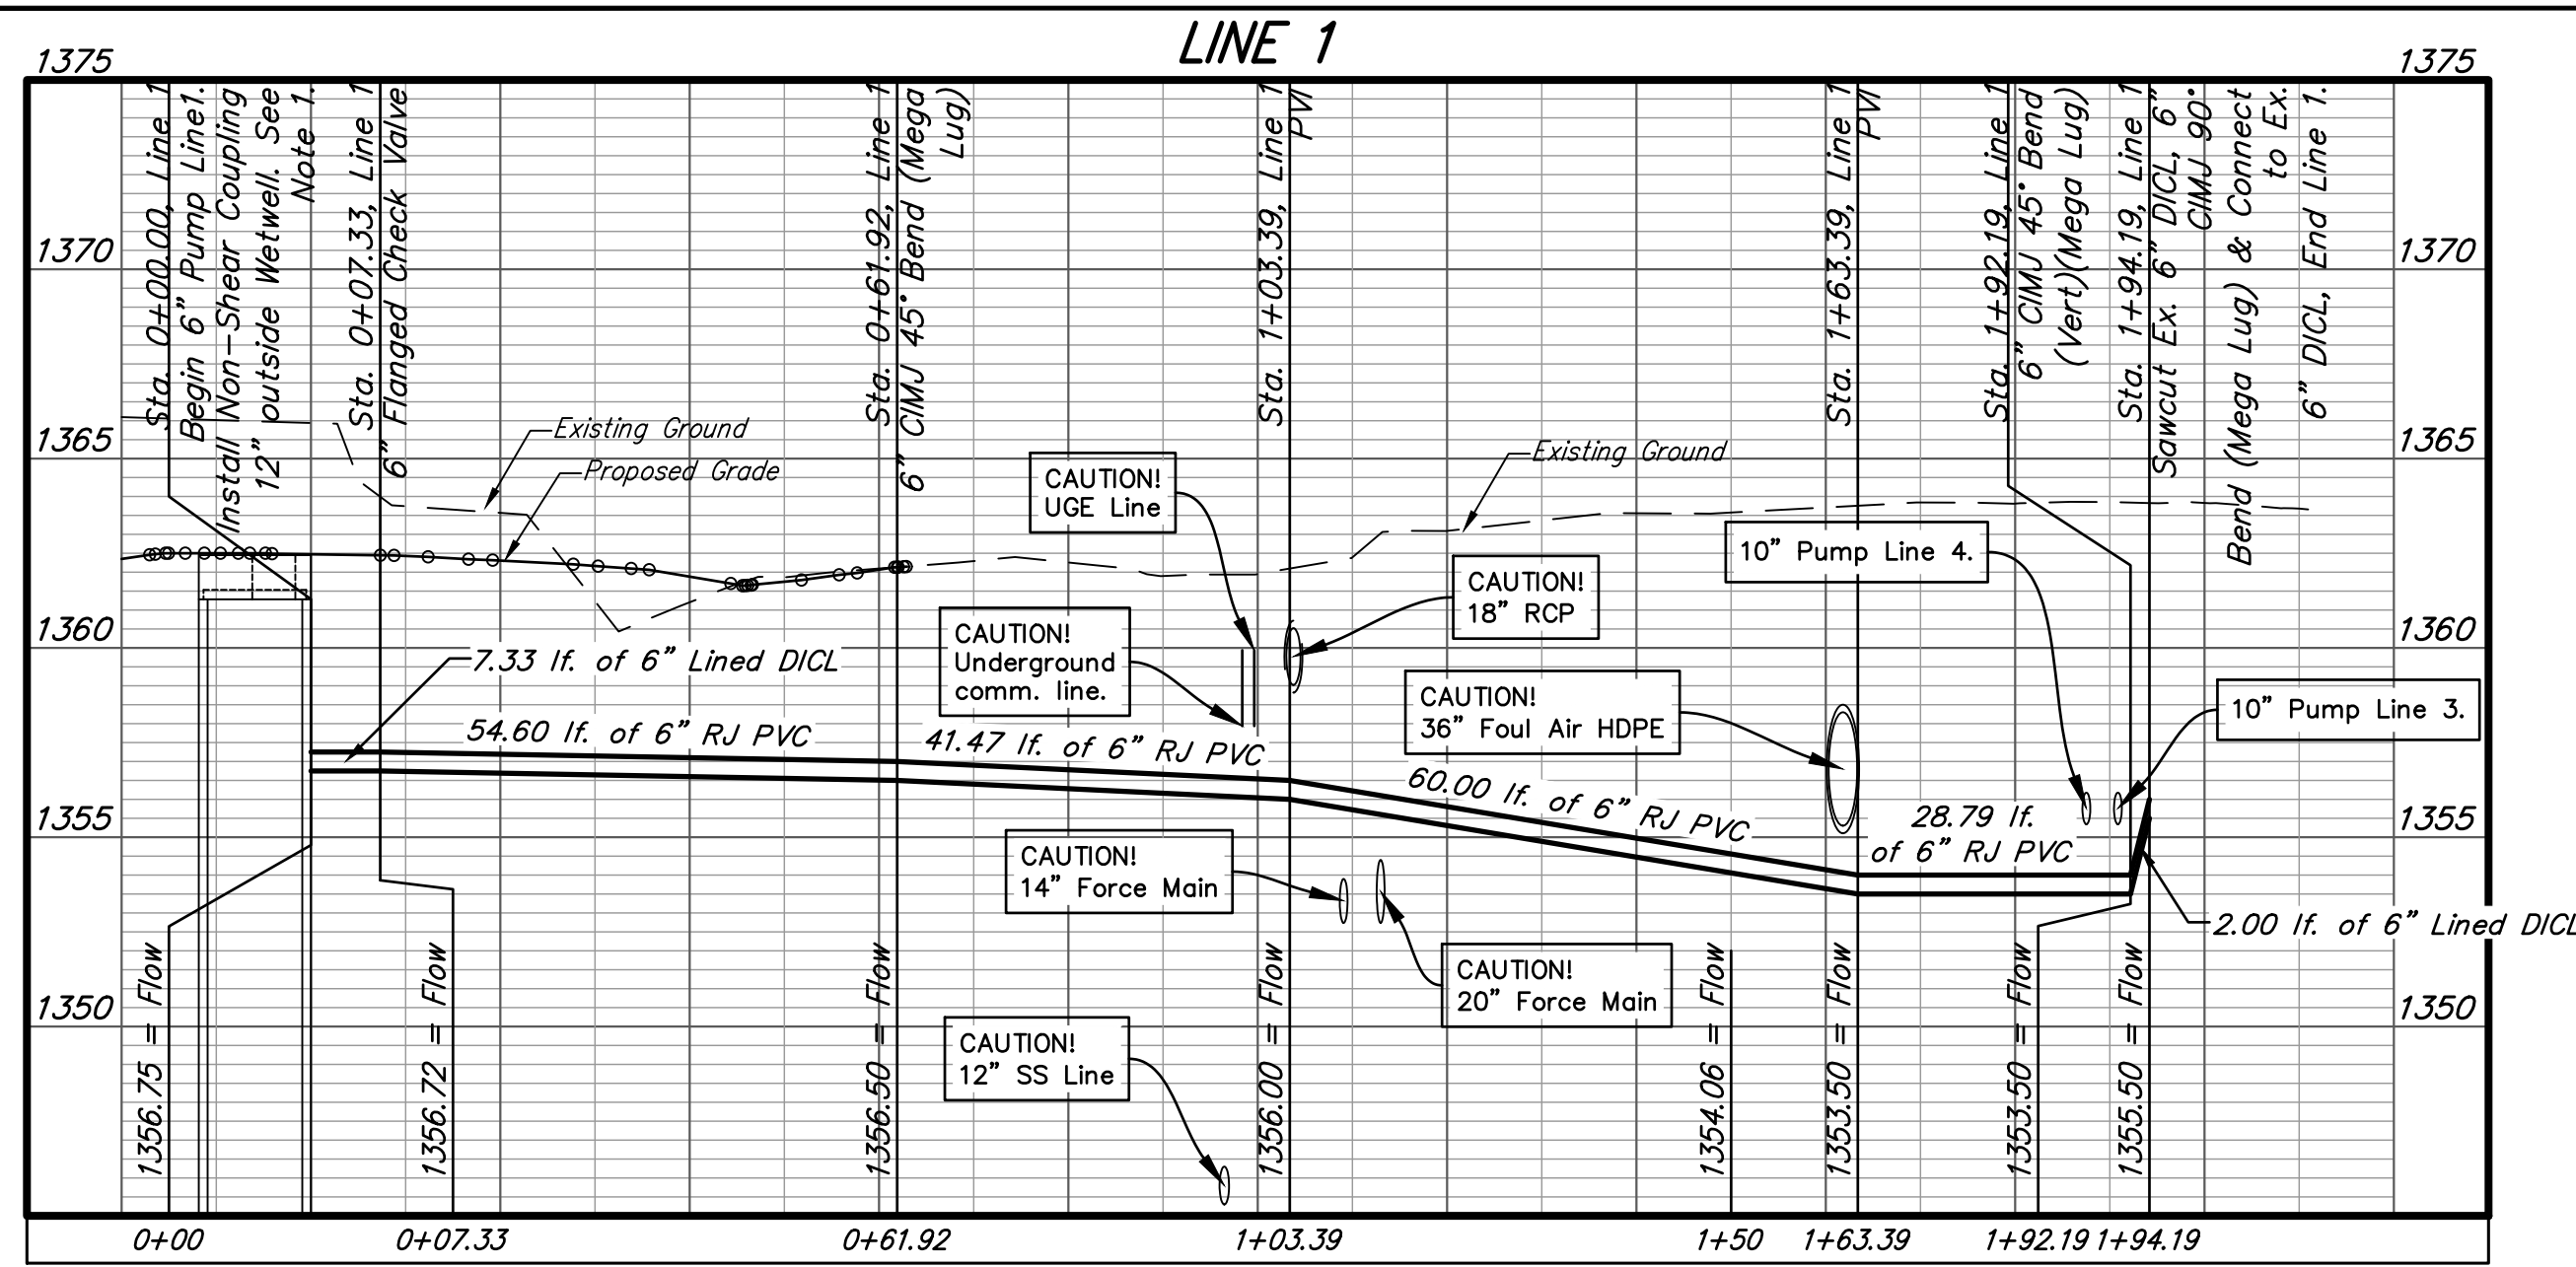 LINE 1
1375
1375
Sta. 0+00.00, Line 1
Begin 6” Pump Line1.
Install Non-Shear Coupling
12” outside Wetwell. See
Note 1.
Sta. 0+07.33, Line 1
6” Flanged Check Valve
Sta. 0+61.92, Line 1
6” CIMJ 45° Bend (Mega
Lug)
Sta. 1+03.39, Line 1
PVI
Sta. 1+63.39, Line 1
PVI
Sta. 1+92.19, Line 1
6” CIMJ 45° Bend
(Vert)(Mega Lug)
Sta. 1+94.19, Line 1
Sawcut Ex. 6” DICL, 6”
CIMJ 90°
Bend (Mega Lug) & Connect
to Ex.
6” DICL, End Line 1.
1370
1370
1365
1365
Existing Ground
Proposed Grade
Existing Ground
CAUTION!
UGE Line
10” Pump Line 4.
CAUTION!
18” RCP
1360
1360
CAUTION!
Underground
comm. line.
7.33 lf. of 6” Lined DICL
CAUTION!
36” Foul Air HDPE
10” Pump Line 3.
54.60 lf. of 6” RJ PVC
41.47 lf. of 6” RJ PVC
60.00 lf. of 6” RJ PVC
28.79 lf.
of 6” RJ PVC
1355
1355
CAUTION!
14” Force Main
2.00 lf. of 6” Lined DICL
CAUTION!
20” Force Main
1350
1350
CAUTION!
12” SS Line
1356.75 = Flow
1356.72 = Flow
1356.50 = Flow
1356.00 = Flow
1354.06 = Flow
1353.50 = Flow
1353.50 = Flow
1355.50 = Flow
0+00
0+07.33
0+61.92
1+03.39
1+50
1+63.39
1+92.19
1+94.19